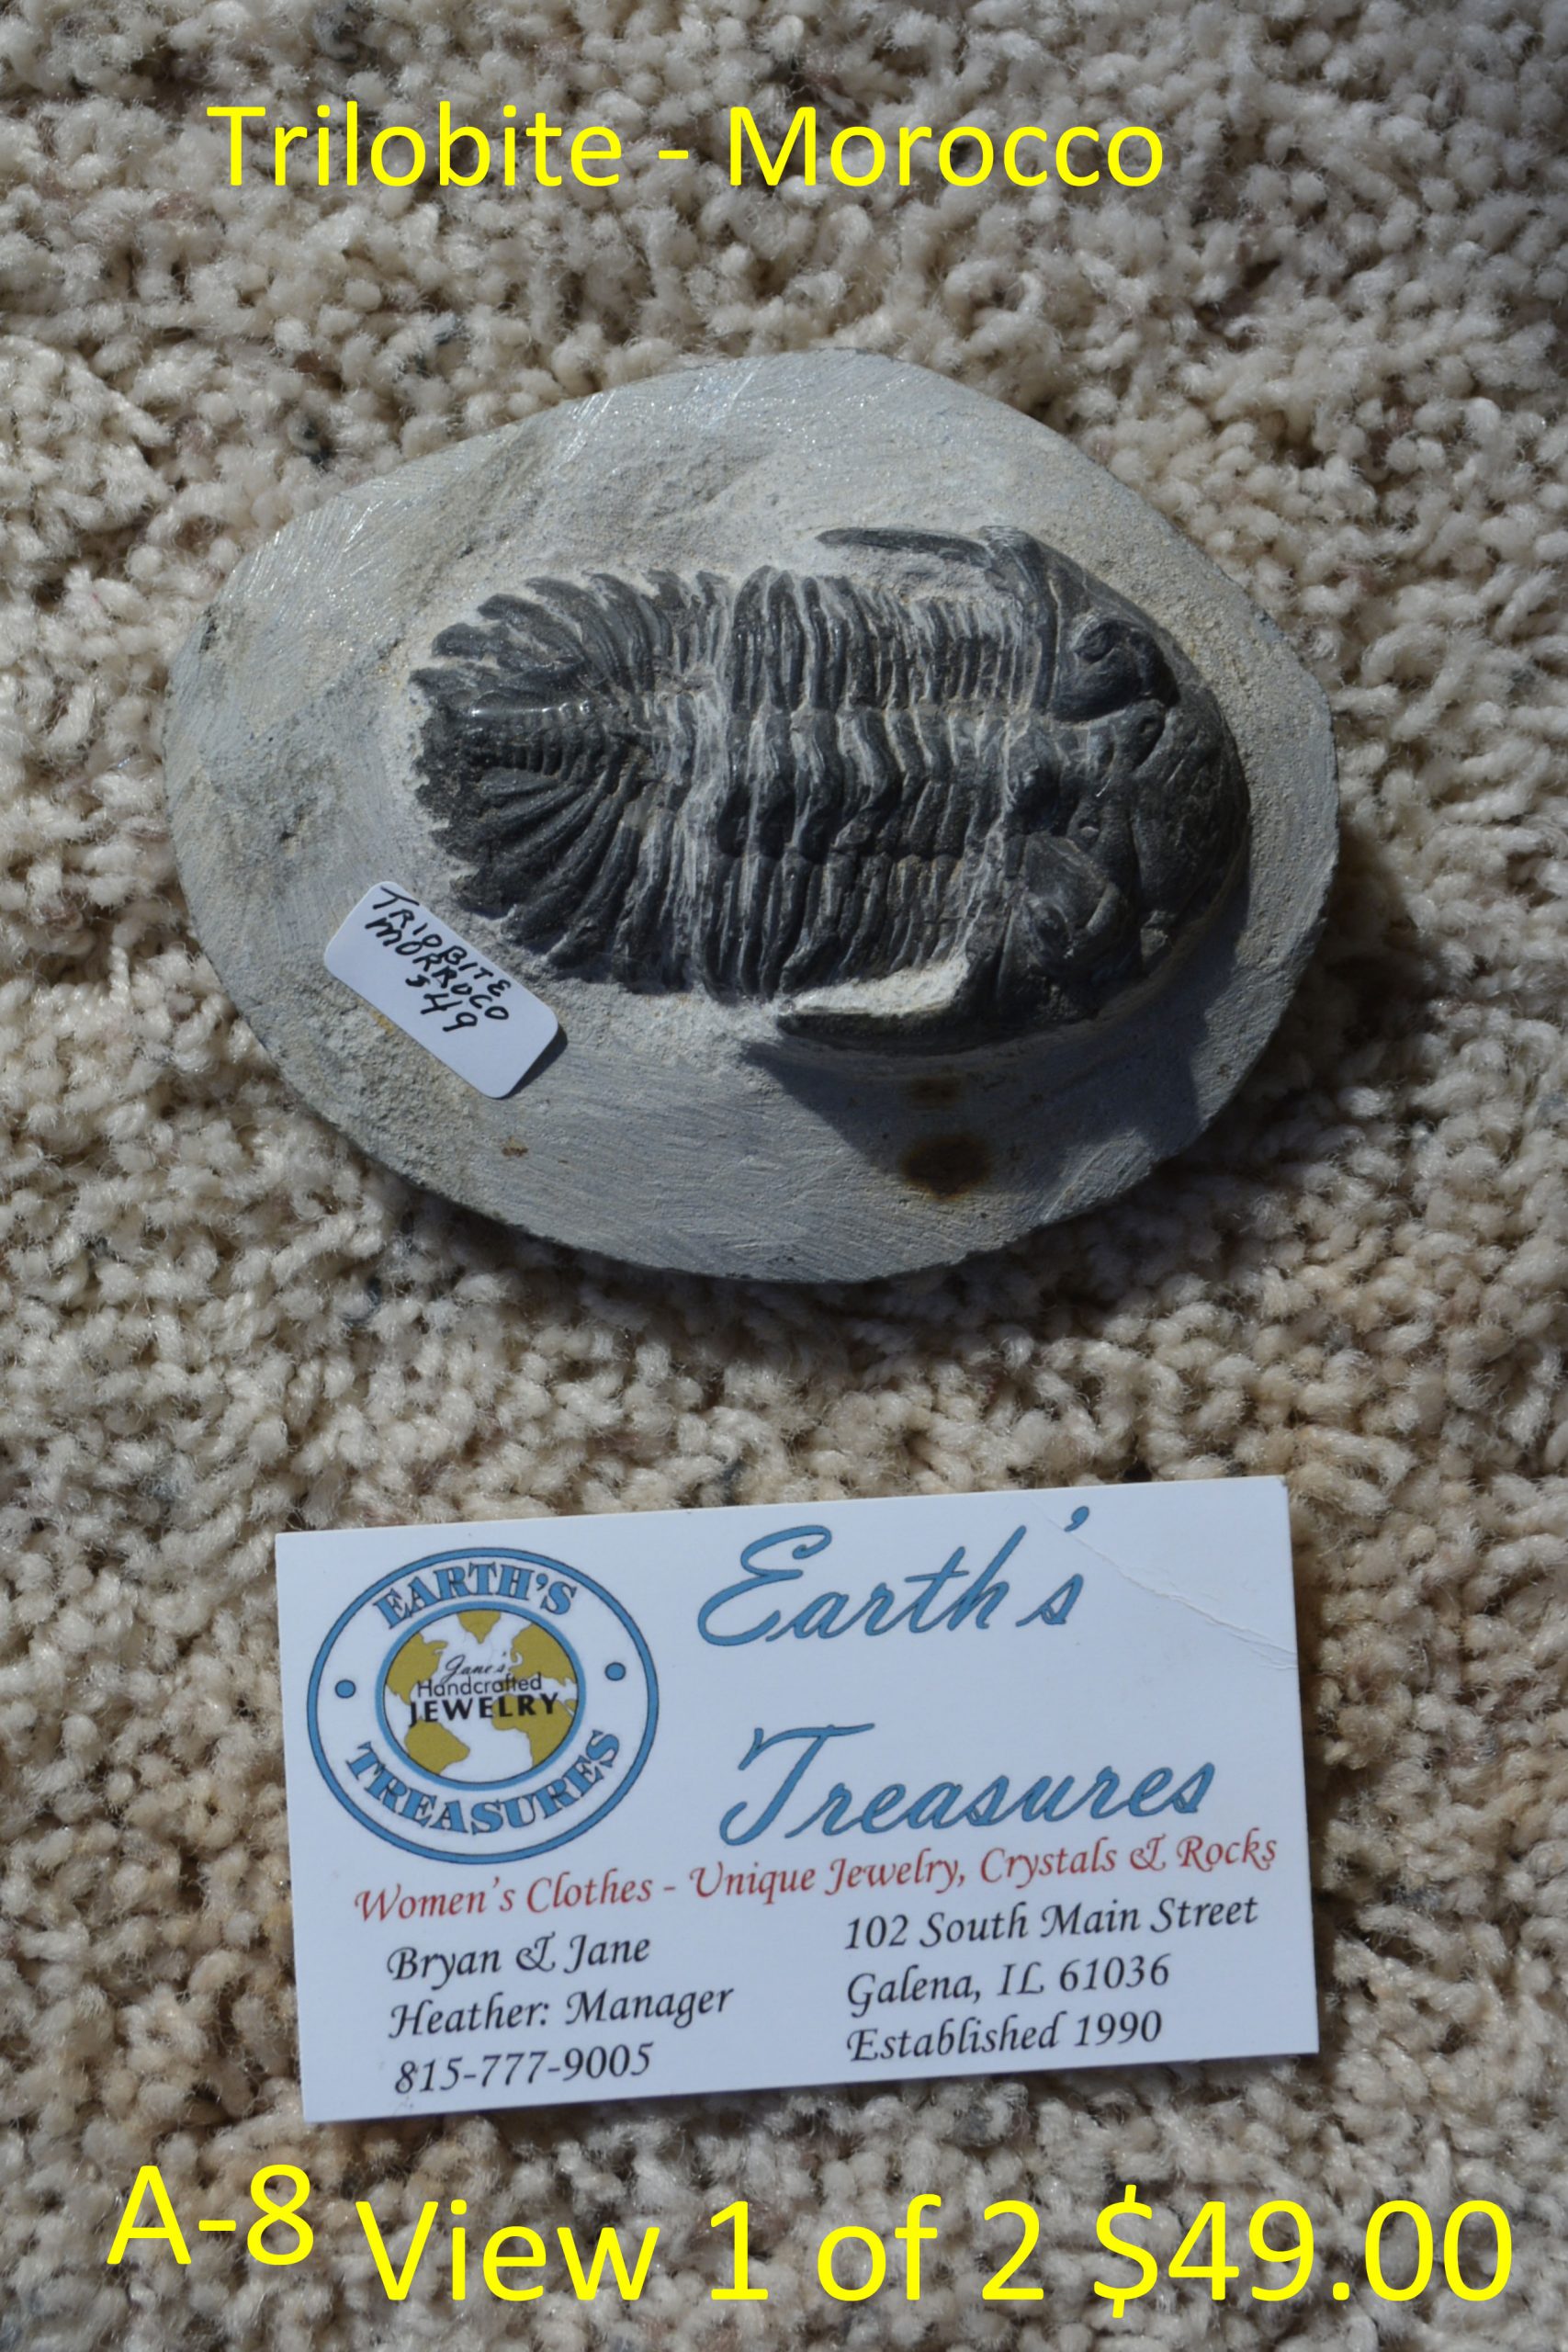 Trilobite - Morocco
TRIOBITE
MORROCO
$49
EARTH'S
Jane's
Handcrafted
JEWELRY
TREASURES
Earth's
Treasures
Women's Clothes - Unique Jewelry, Crystals & Rocks
Bryan & Jane
Heather: Manager
815-777-9005
102 South Main Street
Galena, IL 61036
Established 1990
A-8 View 1 of 2 $49.00